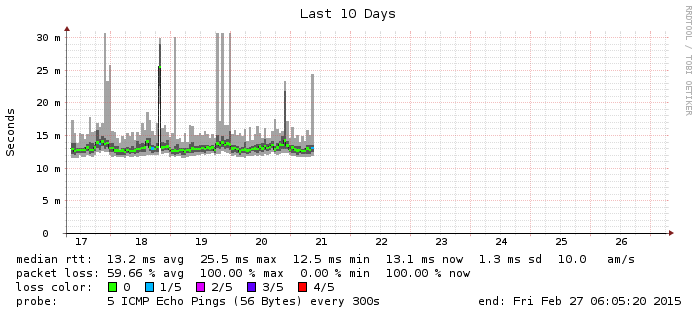 Last 10 Days
RRDTOOL / TOBI OETIKER
Seconds
30 m
25 m
20 m
15 m
10 m
5 m
0
17 18 19 20 21 22 23 24 25 26
median rtt: 13.2 ms avg 25.5 ms max 12.5 ms min 13.1 ms now 1.3 ms sd 10.0 am/s
packet loss: 59.66 % avg 100.00 % max 0.00 % min 100.00 % now
loss color: 0 1/5 2/5 3/5 4/5
probe: 5 ICMP Echo Pings (56 Bytes) every 300s end: Fri Feb 27 06:05:20 2015